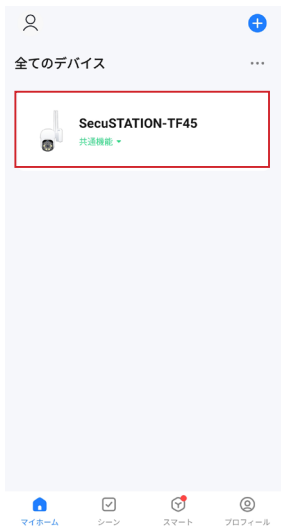 全てのデバイス
SecuSTATION-TF45
共通機能
マイホーム
シーン
スマート
プロフィール